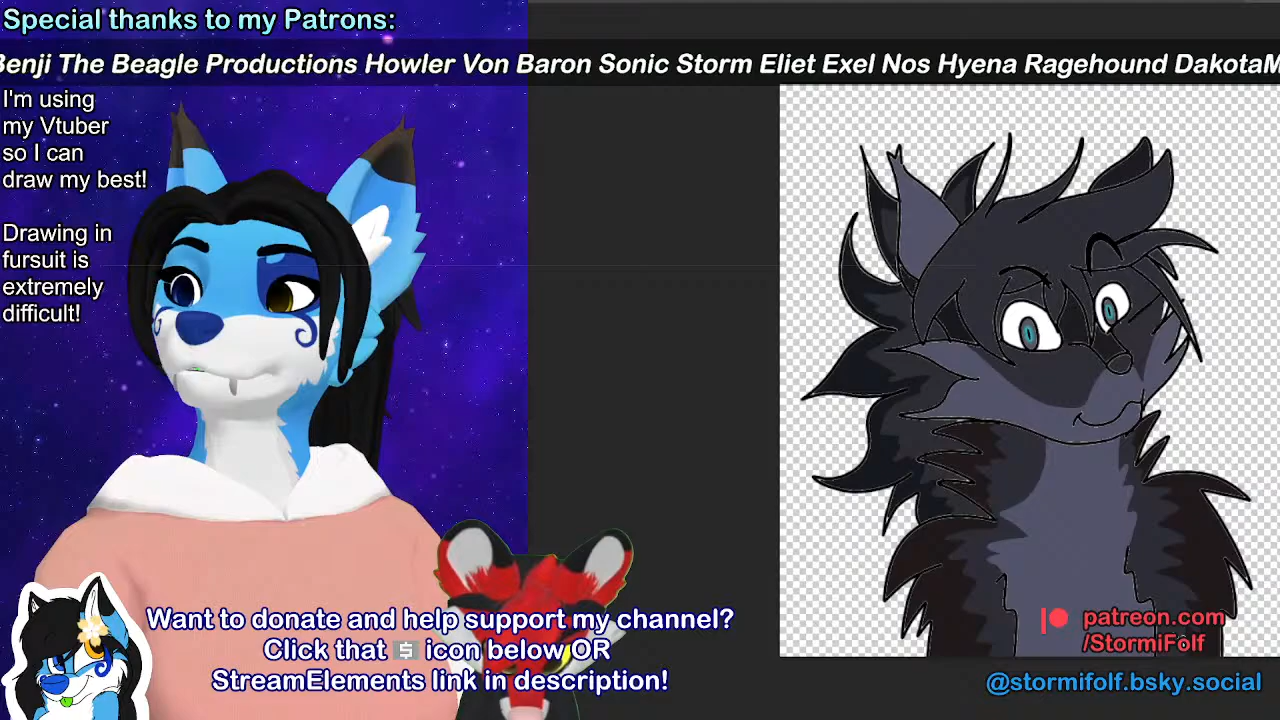 Special thanks to my Patrons:
Benji The Beagle Productions Howler Von Baron Sonic Storm Eliet Exel Nos Hyena Ragehound DakotaM
I'm using
my Vtuber
so I can
draw my best!
Drawing in
fursuit is
extremely
difficult!
Want to donate and help support my channel?
Click that $ icon below OR
StreamElements link in description!
patreon.com
/StormiFolf
@stormifolf.bsky.social